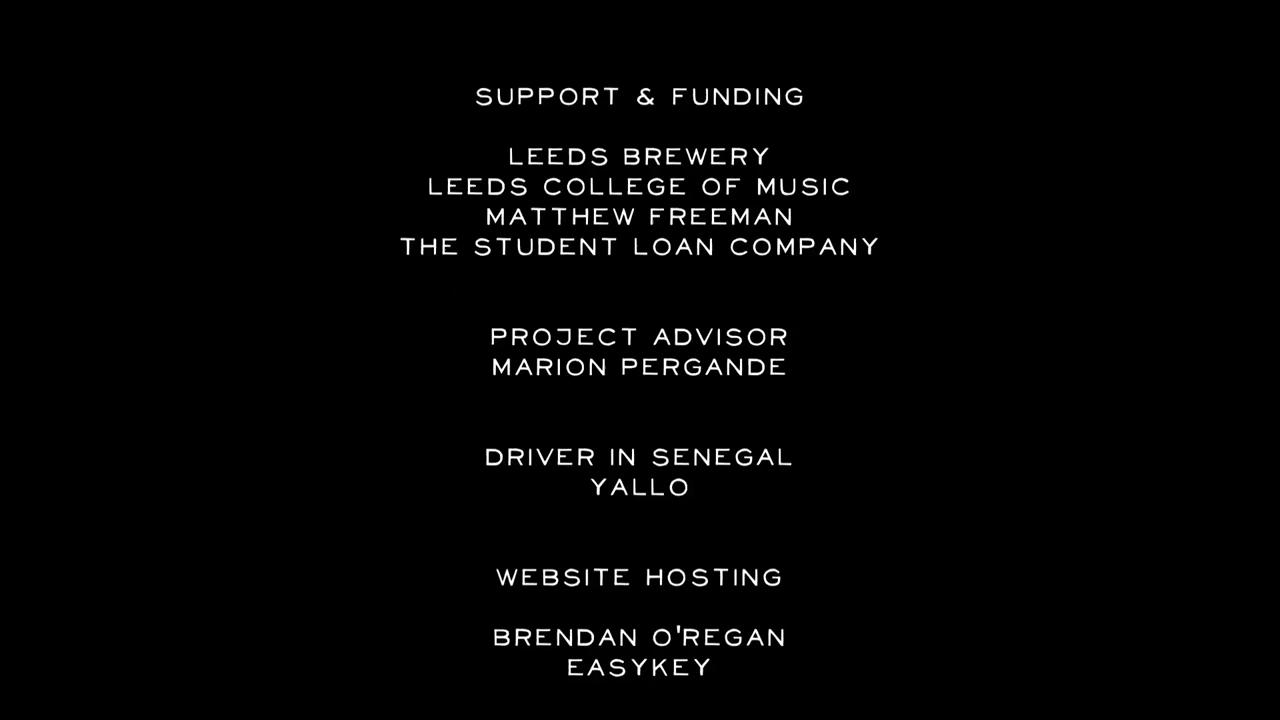 SUPPORT & FUNDING
LEEDS BREWERY
LEEDS COLLEGE OF MUSIC
MATTHEW FREEMAN
THE STUDENT LOAN COMPANY
PROJECT ADVISOR
MARION PERGANDE
DRIVER IN SENEGAL
YALLO
WEBSITE HOSTING
BRENDAN O'REGAN
EASYKEY